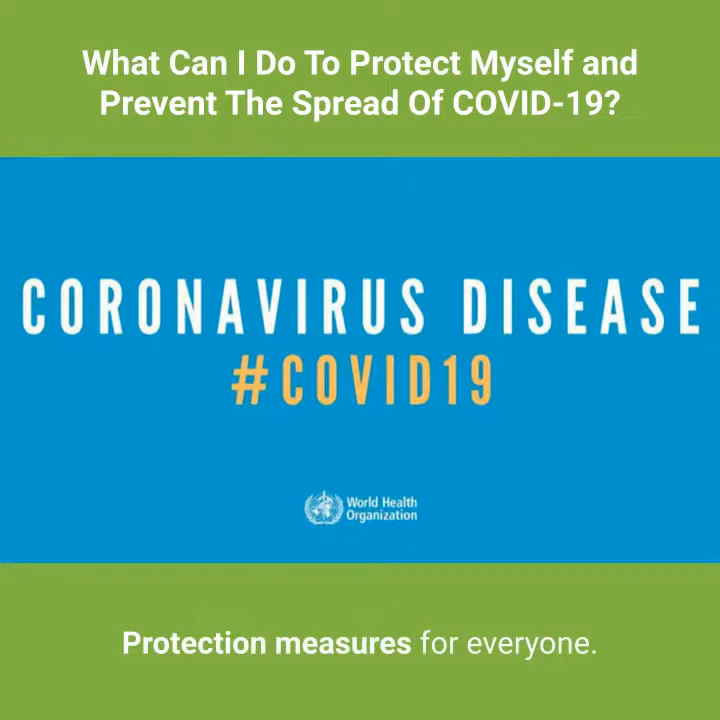 What Can I Do To Protect Myself and
Prevent The Spread Of COVID-19?
CORONAVIRUS DISEASE
#COVID19
World Health
Organization
Protection measures for everyone.